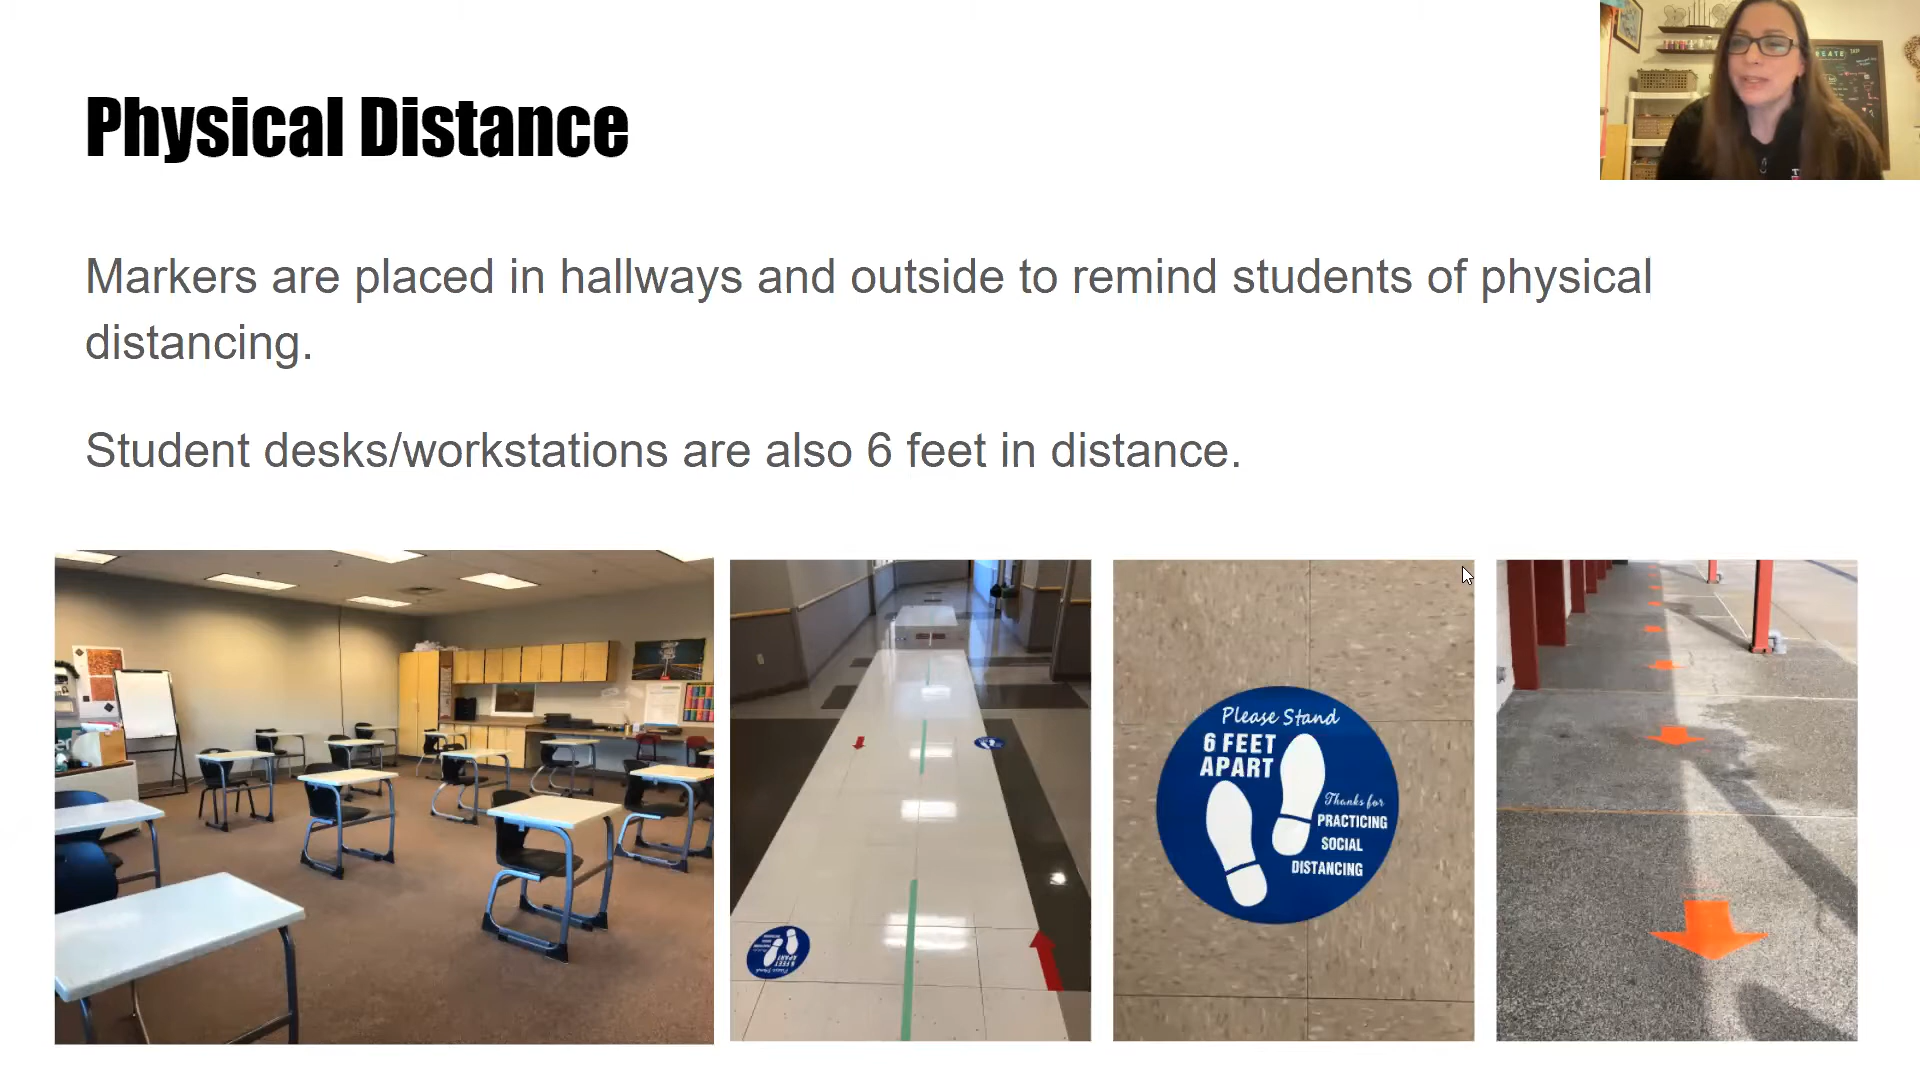 Physical Distance
Markers are placed in hallways and outside to remind students of physical
distancing.
Student desks/workstations are also 6 feet in distance.
Please Stand
6 FEET
APART
Thanks for
PRACTICING
SOCIAL
DISTANCING